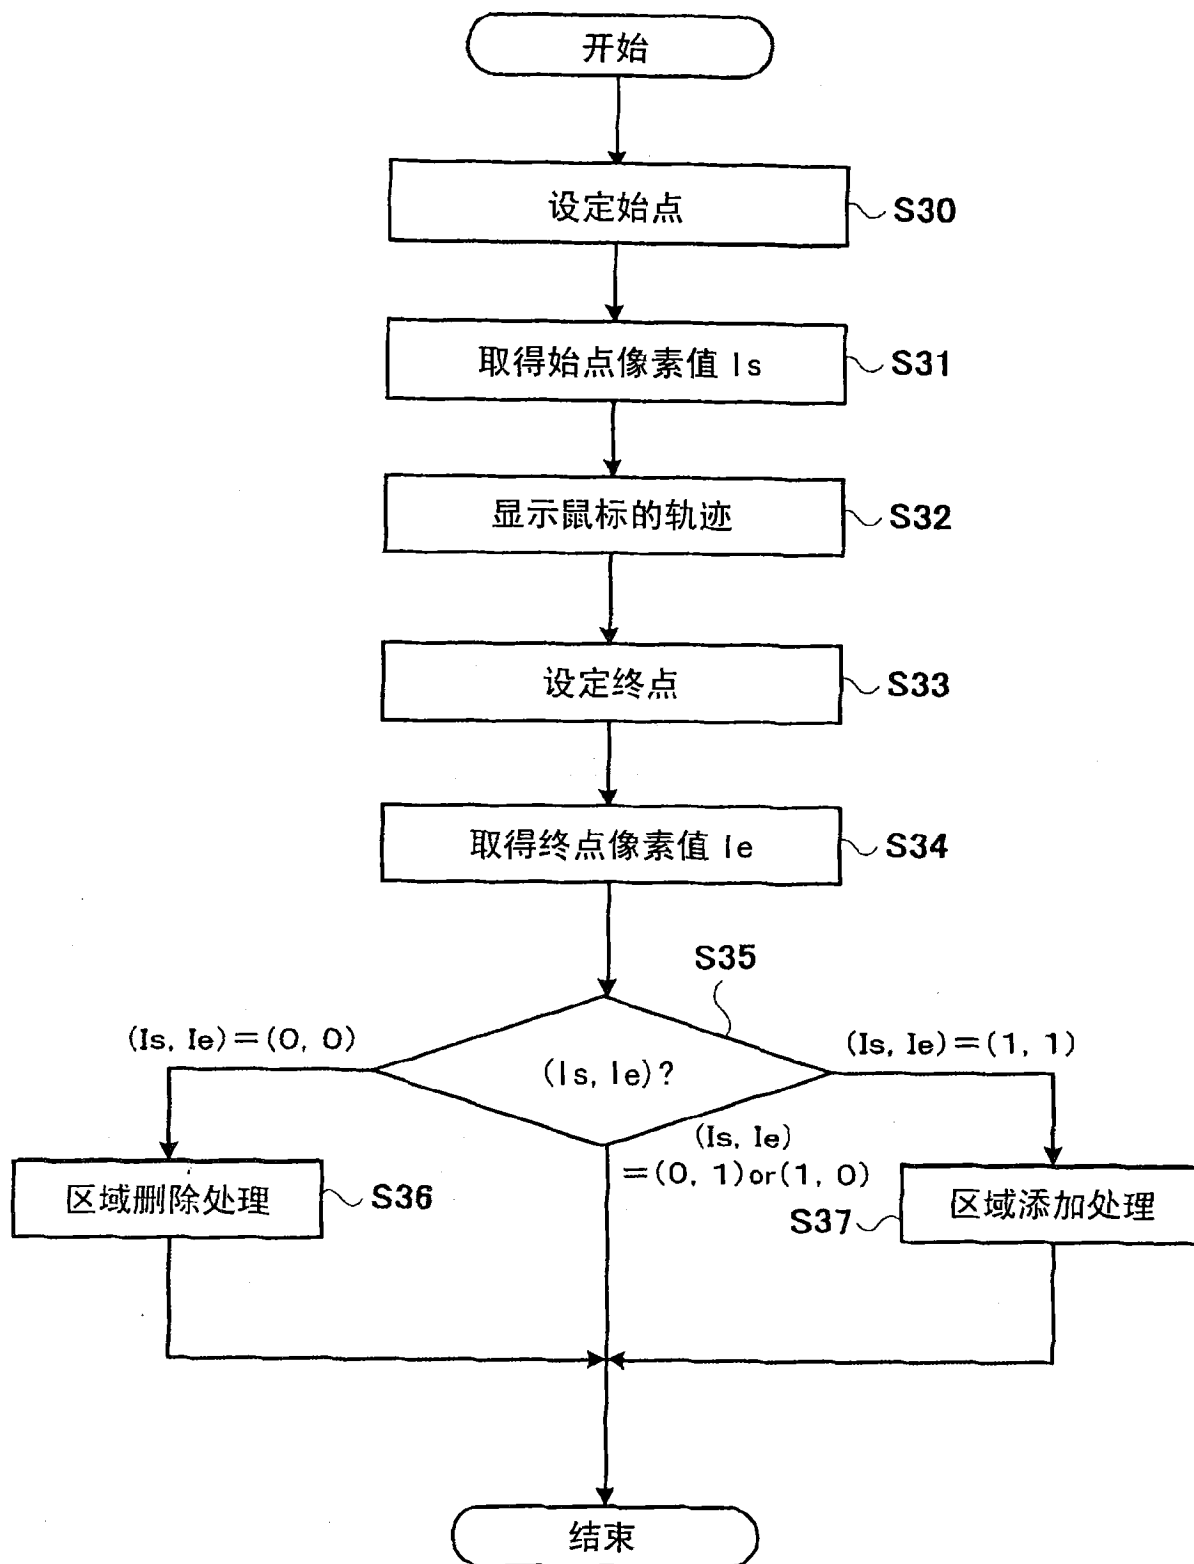 开始
设定始点
S30
取得始点像素值 Is
S31
显示鼠标的轨迹
S32
设定终点
S33
取得终点像素值 Ie
S34
S35
(Is, Ie)=(0, 0)
(Is, Ie)?
(Is, Ie)=(1, 1)
(Is, Ie)
=(0, 1)or(1, 0)
区域删除处理
S36
S37
区域添加处理
结束